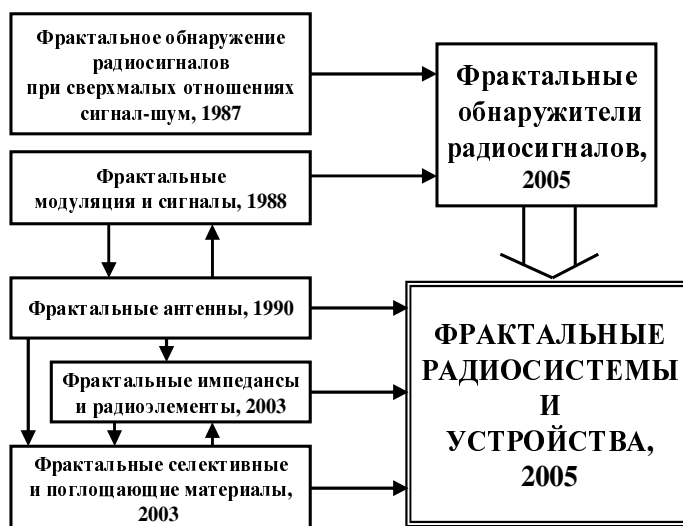 Фрактальное обнаружение
радиосигналов
при сверхмалых отношениях
сигнал-шум, 1987
Фрактальные
обнаружители
радиосигналов,
2005
Фрактальные
модуляция и сигналы, 1988
Фрактальные антенны, 1990
Фрактальные импедансы
и радиоэлементы, 2003
Фрактальные селективные
и поглощающие материалы,
2003
ФРАКТАЛЬНЫЕ
РАДИОСИСТЕМЫ
И
УСТРОЙСТВА,
2005